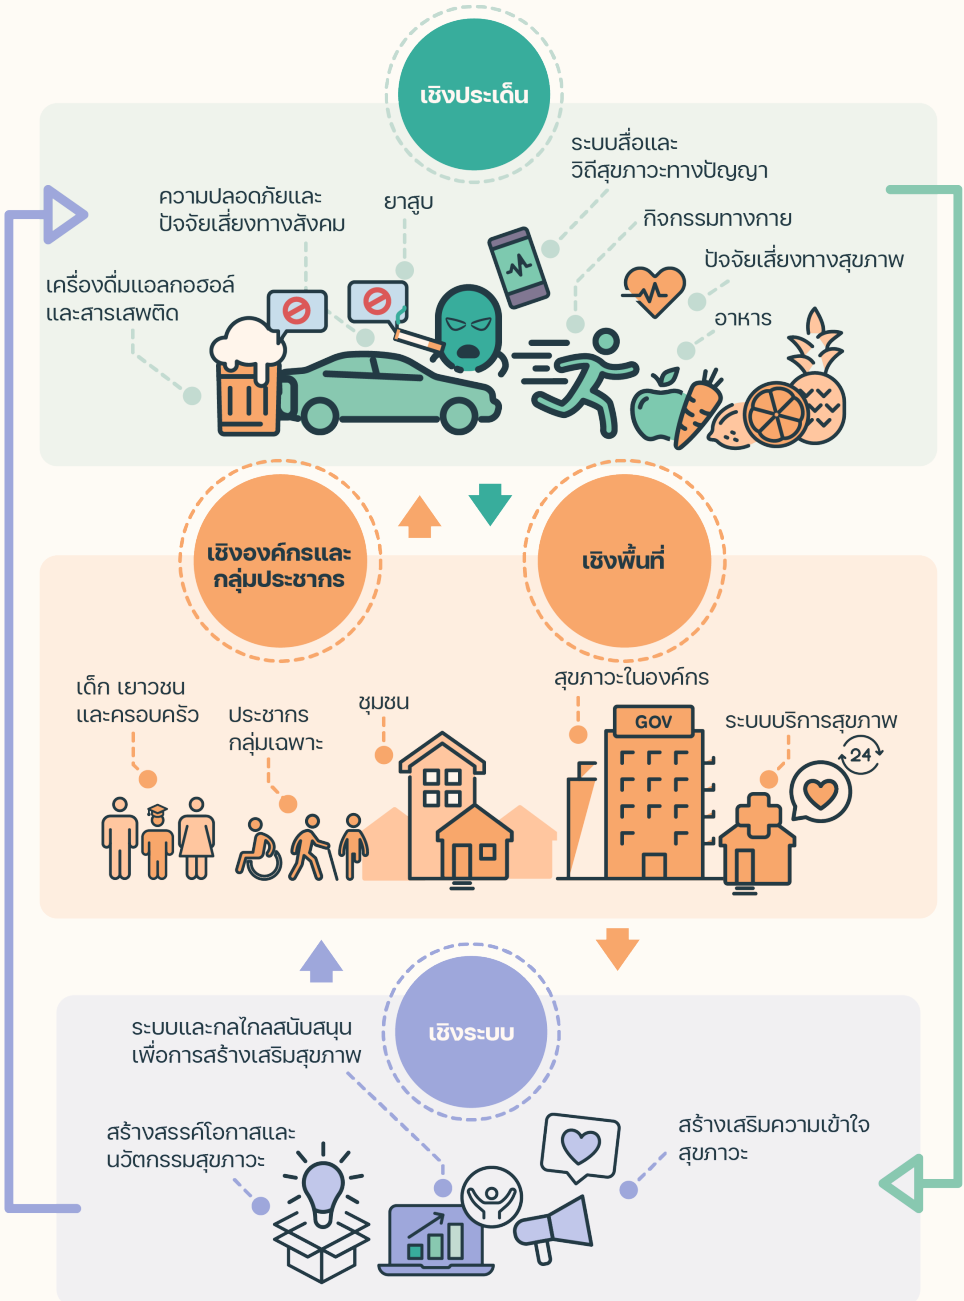 เชิงประเด็น
ระบบสื่อและ
วิถีสุขภาวะทางปัญญา
ความปลอดภัยและ
ปัจจัยเสี่ยงทางสังคม
ยาสูบ
กิจกรรมทางกาย
ปัจจัยเสี่ยงทางสุขภาพ
เครื่องดื่มแอลกอฮอล์
และสารเสพติด
อาหาร
เชิงองค์กรและ
กลุ่มประชากร
เชิงพื้นที่
เด็ก เยาวชน
และครอบครัว
ประชากร
กลุ่มเฉพาะ
ชุมชน
สุขภาวะในองค์กร
GOV
ระบบบริการสุขภาพ
24
เชิงระบบ
ระบบและกลไกลสนับสนุน
เพื่อการสร้างเสริมสุขภาพ
สร้างสรรค์โอกาสและ
นวัตกรรมสุขภาวะ
สร้างเสริมความเข้าใจ
สุขภาวะ